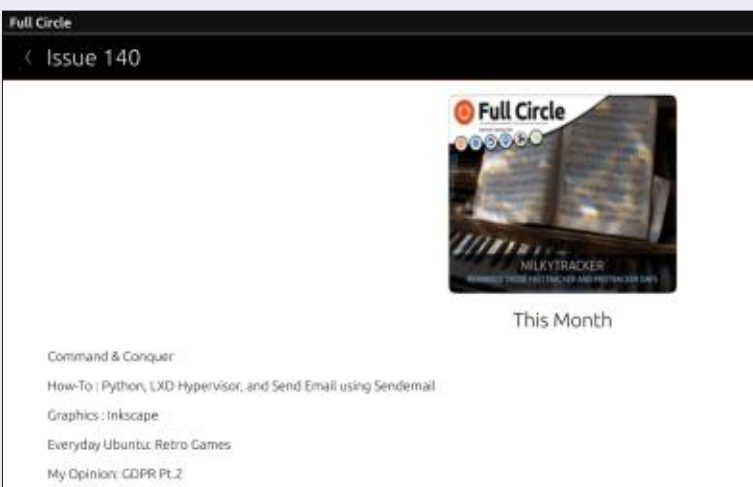 Full Circle
Issue 140
Full Circle
MILKYTRACKER
This Month
Command & Conquer
How-To : Python, LXD Hypervisor, and Send Email using Sendemail
Graphics : Inkscape
Everyday Ubuntu: Retro Games
My Opinion: GDPR Pt.2